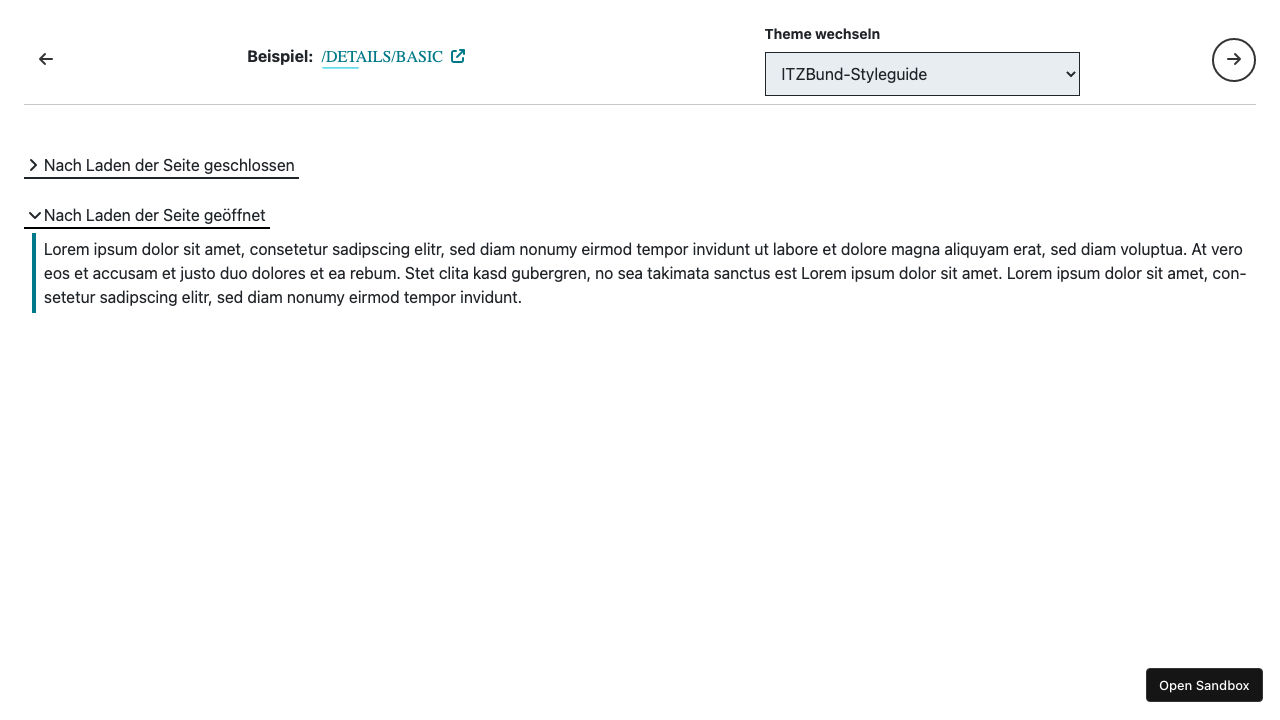 Beispiel: /DETAILS/BASIC
Theme wechseln
ITZBund-Styleguide
Nach Laden der Seite geschlossen
Nach Laden der Seite geöffnet
Lorem ipsum dolor sit amet, consetetur sadipscing elitr, sed diam nonumy eirmod tempor invidunt ut labore et dolore magna aliquyam erat, sed diam voluptua. At vero
eos et accusam et justo duo dolores et ea rebum. Stet clita kasd gubergren, no sea takimata sanctus est Lorem ipsum dolor sit amet. Lorem ipsum dolor sit amet, con-
setetur sadipscing elitr, sed diam nonumy eirmod tempor invidunt.
Open Sandbox